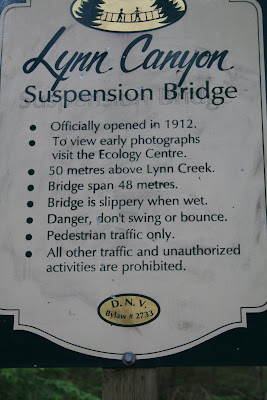 Lynn Canyon
Suspension Bridge
• Officially opened in 1912.
• To view early photographs
visit the Ecology Centre.
• 50 metres above Lynn Creek.
• Bridge span 48 metres.
• Bridge is slippery when wet.
• Danger, don't swing or bounce.
• Pedestrian traffic only.
• All other traffic and unauthorized
activities are prohibited.
D. N. V.
Bylaw # 2733